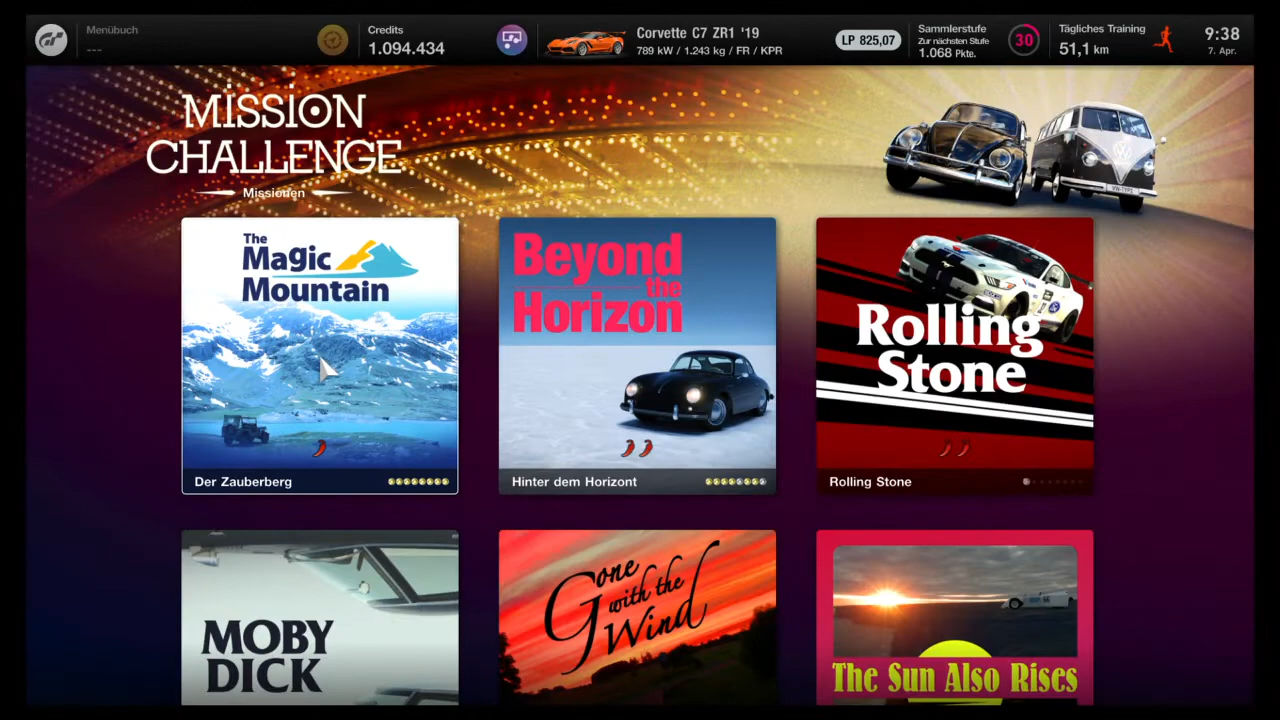 Menübuch
---
Credits
1.094.434
Corvette C7 ZR1 '19
789 kW / 1.243 kg / FR / KPR
LP 825,07
Sammlerstufe
Zur nächsten Stufe
1.068 Pkte.
30
Tägliches Training
51,1 km
9:38
7. Apr.
MISSION
CHALLENGE
Missionen
The
Magic
Mountain
Der Zauberberg
Beyond
the
Horizon
Hinter dem Horizont
Rolling
Stone
Rolling Stone
MOBY
DICK
Gone
with the
Wind
The Sun Also Rises